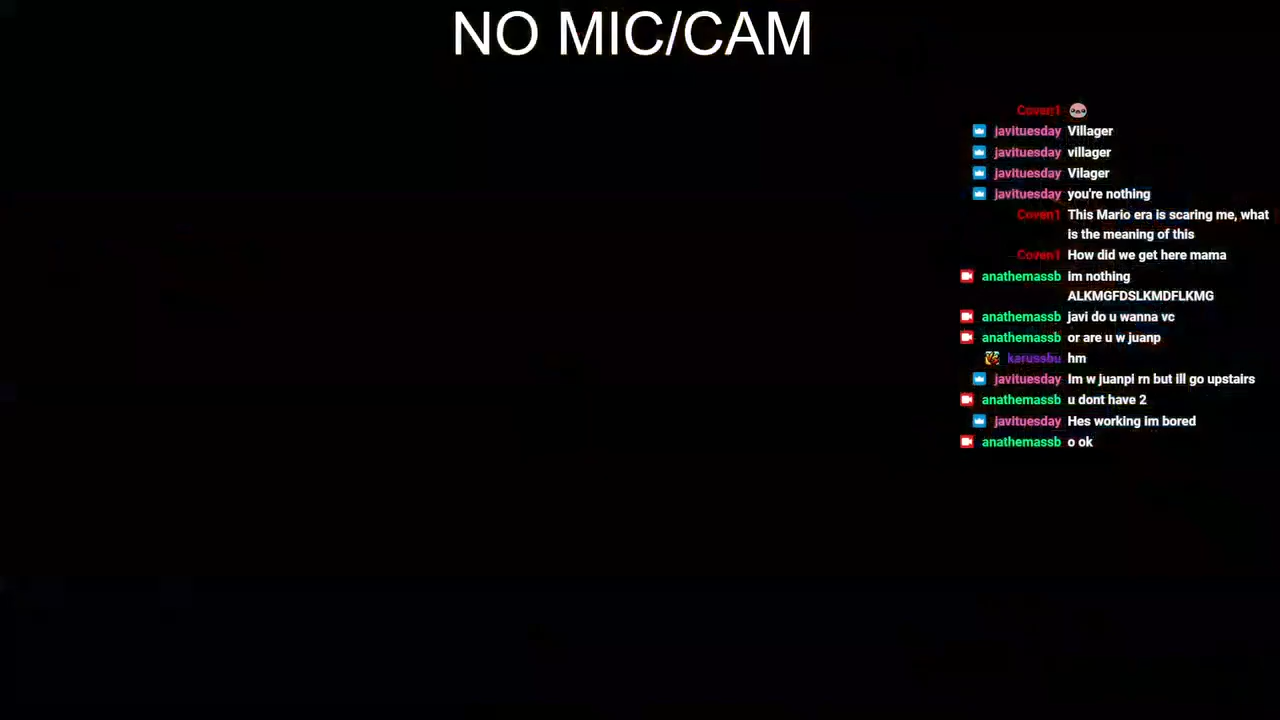 NO MIC/CAM
Coven1
javituesday Villager
javituesday villager
javituesday Vilager
javituesday you're nothing
Coven1 This Mario era is scaring me, what
is the meaning of this
Coven1 How did we get here mama
anathemassb Im nothing
ALKMGFDSLKMDFLKMG
anathemassb javi do u wanna vc
anathemassb or are u w juanp
karussbu hm
javituesday Im w juanpi rn but ill go upstairs
anathemassb u dont have 2
javituesday Hes working im bored
anathemassb o ok